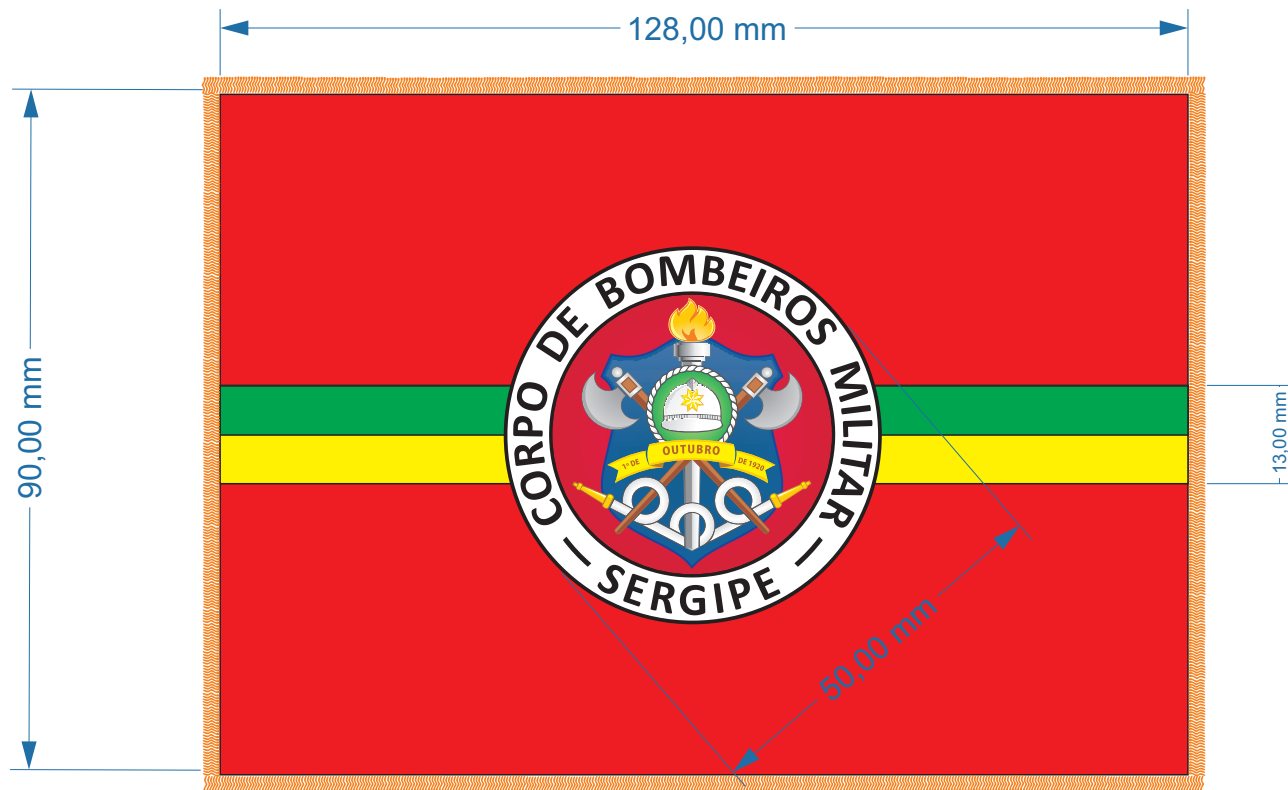 128,00 mm
90,00 mm
CORPO DE BOMBEIROS MILITAR
OUTUBRO
1º DE
DE 1920
— SERGIPE —
13,00 mm
50,00 mm